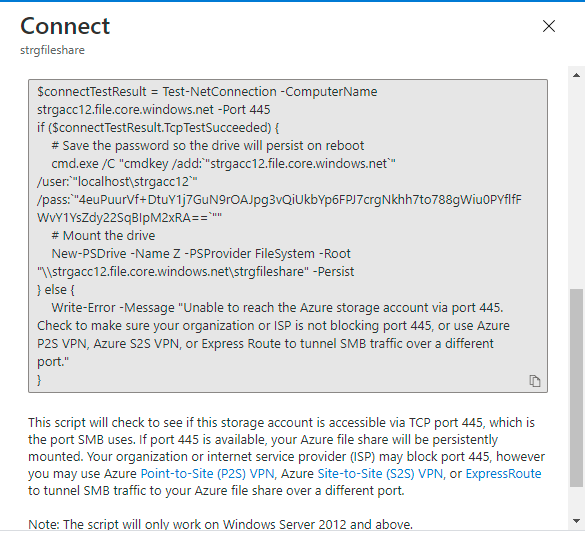 Connect
strgfileshare
$connectTestResult = Test-NetConnection -ComputerName
strgacc12.file.core.windows.net -Port 445
if ($connectTestResult.TcpTestSucceeded) {
# Save the password so the drive will persist on reboot
cmd.exe /C "cmdkey /add:`"strgacc12.file.core.windows.net`"
/user:`"localhost\strgacc12`"
/pass:`"4euPuurVf+DtuY1j7GuN9rOAJpg3vQiUkbYp6FPJ7crgNkhh7to788gWiu0PYflfF
WvY1YsZdy22SqBIpM2xRA==`""
# Mount the drive
New-PSDrive -Name Z -PSProvider FileSystem -Root
"\\strgacc12.file.core.windows.net\strgfileshare" -Persist
} else {
Write-Error -Message "Unable to reach the Azure storage account via port 445.
Check to make sure your organization or ISP is not blocking port 445, or use Azure
P2S VPN, Azure S2S VPN, or Express Route to tunnel SMB traffic over a different
port."
}
This script will check to see if this storage account is accessible via TCP port 445, which is
the port SMB uses. If port 445 is available, your Azure file share will be persistently
mounted. Your organization or internet service provider (ISP) may block port 445, however
you may use Azure Point-to-Site (P2S) VPN, Azure Site-to-Site (S2S) VPN, or ExpressRoute
to tunnel SMB traffic to your Azure file share over a different port.
Note: The script will only work on Windows Server 2012 and above.